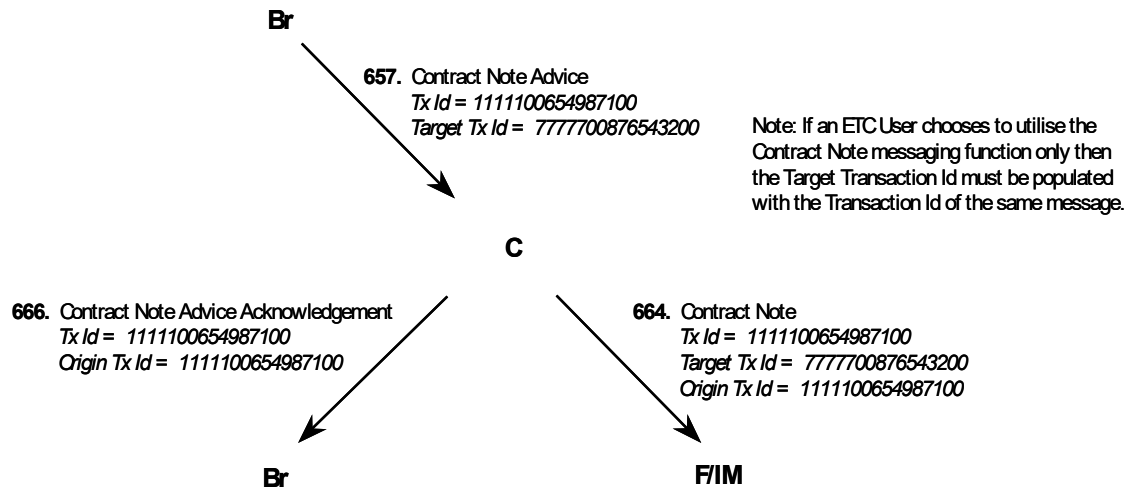 Br
657. Contract Note Advice
Tx Id = 1111100654987100
Target Tx Id = 7777700876543200
Note: If an ETC User chooses to utilise the
Contract Note messaging function only then
the Target Transaction Id must be populated
with the Transaction Id of the same message.
C
666. Contract Note Advice Acknowledgement
Tx Id = 1111100654987100
Origin Tx Id = 1111100654987100
664. Contract Note
Tx Id = 1111100654987100
Target Tx Id = 7777700876543200
Origin Tx Id = 1111100654987100
Br
F/IM